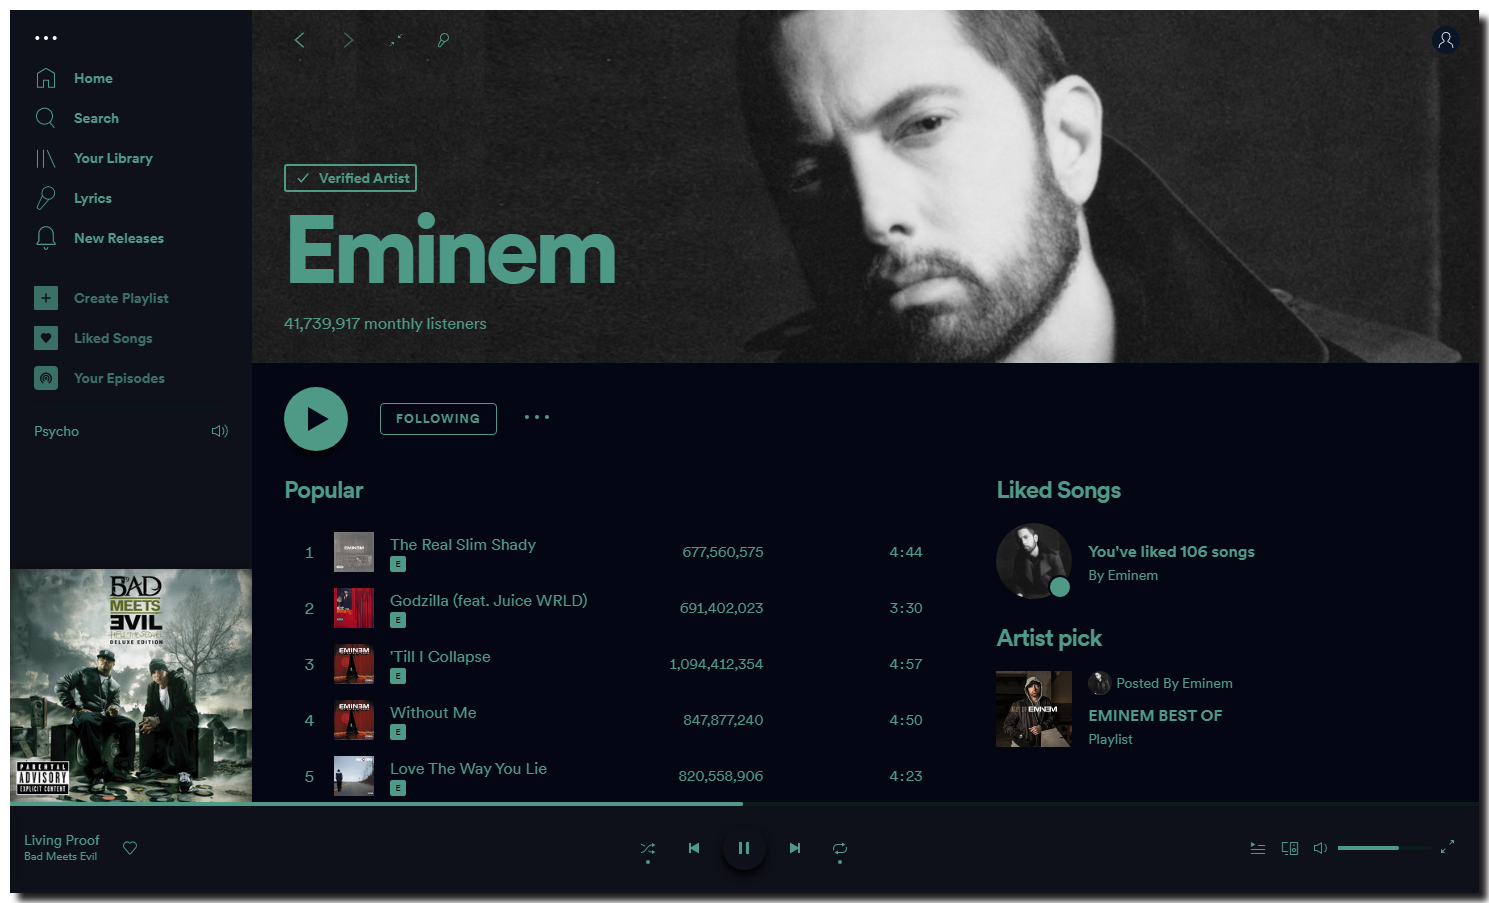 Home
Search
Your Library
Lyrics
New Releases
Create Playlist
Liked Songs
Your Episodes
Psycho
BAD
MEETS
EVIL
DELUXE EDITION
PARENTAL
ADVISORY
EXPLICIT CONTENT
Verified Artist
Eminem
41,739,917 monthly listeners
FOLLOWING
Popular
1 The Real Slim Shady 677,560,575 4:44
E
2 Godzilla (feat. Juice WRLD) 691,402,023 3:30
E
3 'Till I Collapse 1,094,412,354 4:57
E
4 Without Me 847,877,240 4:50
E
5 Love The Way You Lie 820,558,906 4:23
E
Liked Songs
You've liked 106 songs
By Eminem
Artist pick
Posted By Eminem
EMINEM
EMINEM BEST OF
Playlist
Living Proof
Bad Meets Evil